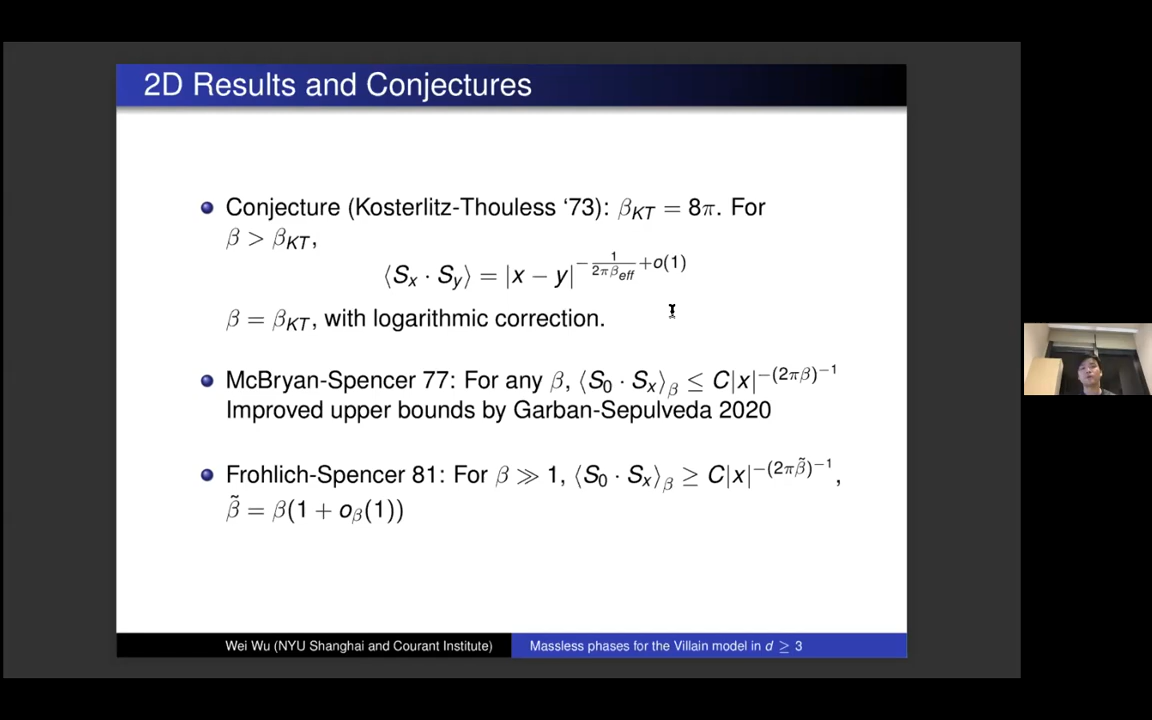 2D Results and Conjectures
Conjecture (Kosterlitz-Thouless ‘73): β_KT = 8π. For
β > β_KT,
⟨S_x · S_y⟩ = |x − y|^{−\frac{1}{2πβ_eff}+o(1)}
β = β_KT, with logarithmic correction.
McBryan-Spencer 77: For any β, ⟨S_0 · S_x⟩_β ≤ C|x|^{−(2πβ)^{−1}}
Improved upper bounds by Garban-Sepulveda 2020
Frohlich-Spencer 81: For β ≫ 1, ⟨S_0 · S_x⟩_β ≥ C|x|^{−(2πβ̃)^{−1}},
β̃ = β(1 + o_β(1))
Wei Wu (NYU Shanghai and Courant Institute)
Massless phases for the Villain model in d ≥ 3